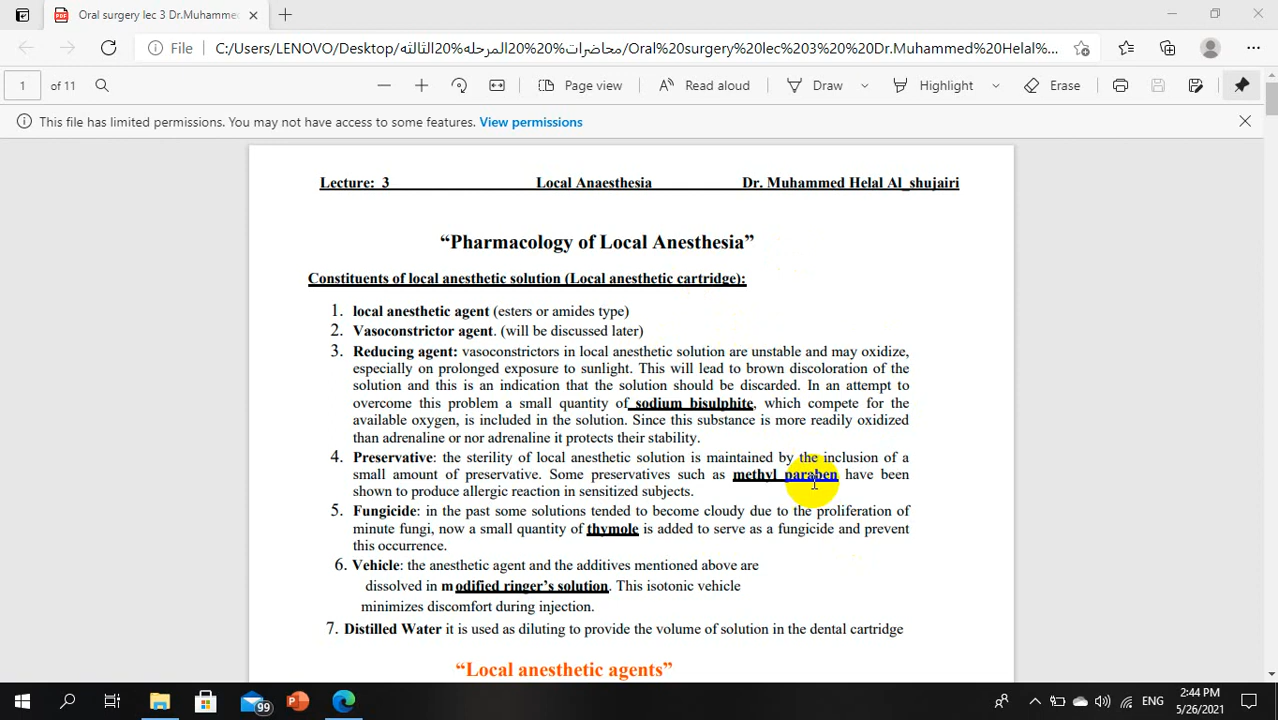 Oral surgery lec 3 Dr.Muhamme
File C:/Users/LENOVO/Desktop/محاضرات%20%20المرحله%20الثالثه/Oral%20surgery%20lec%203%20%20Dr.Muhammed%20Helal%...
1 of 11 Page view Read aloud Draw Highlight Erase
This file has limited permissions. You may not have access to some features. View permissions
Lecture: 3 Local Anaesthesia Dr. Muhammed Helal Al_shujairi
“Pharmacology of Local Anesthesia”
Constituents of local anesthetic solution (Local anesthetic cartridge):
1. local anesthetic agent (esters or amides type)
2. Vasoconstrictor agent. (will be discussed later)
3. Reducing agent: vasoconstrictors in local anesthetic solution are unstable and may oxidize,
especially on prolonged exposure to sunlight. This will lead to brown discoloration of the
solution and this is an indication that the solution should be discarded. In an attempt to
overcome this problem a small quantity of sodium bisulphite, which compete for the
available oxygen, is included in the solution. Since this substance is more readily oxidized
than adrenaline or nor adrenaline it protects their stability.
4. Preservative: the sterility of local anesthetic solution is maintained by the inclusion of a
small amount of preservative. Some preservatives such as methyl paraben have been
shown to produce allergic reaction in sensitized subjects.
5. Fungicide: in the past some solutions tended to become cloudy due to the proliferation of
minute fungi, now a small quantity of thymole is added to serve as a fungicide and prevent
this occurrence.
6. Vehicle: the anesthetic agent and the additives mentioned above are
dissolved in modified ringer’s solution. This isotonic vehicle
minimizes discomfort during injection.
7. Distilled Water it is used as diluting to provide the volume of solution in the dental cartridge
“Local anesthetic agents”
99 ENG 2:44 PM
5/26/2021